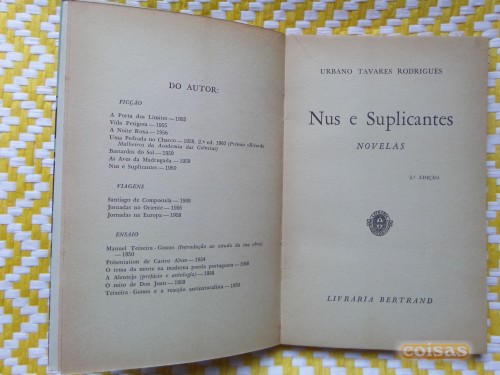 DO AUTOR:
FICÇÃO
A Porta dos Limites — 1952
Vida Perigosa — 1955
A Noite Roxa — 1956
Uma Pedrada no Charco — 1958, 2.ª ed. 1960 (Prémio «Ricardo
Malheiros» da Academia das Ciências)
Bastardos do Sol — 1959
As Aves da Madrugada — 1959
Nus e Suplicantes — 1960
VIAGENS
Santiago de Compostela — 1949
Jornadas no Oriente — 1956
Jornadas na Europa — 1958
ENSAIO
Manuel Teixeira-Gomes (Introdução ao estudo da sua obra)
— 1950
Présentation de Castro Alves — 1954
O tema da morte na moderna poesia portuguesa —
O Alentejo (prefácio e antologia) — 1958
O mito de Don Juan —
Teixeira-Gomes e a reacção antinaturalista —
URBANO TAVARES RODRIGUES
Nus e Suplicantes
NOVELAS
2.ª EDIÇÃO
LIVRARIA BERTRAND
coisas